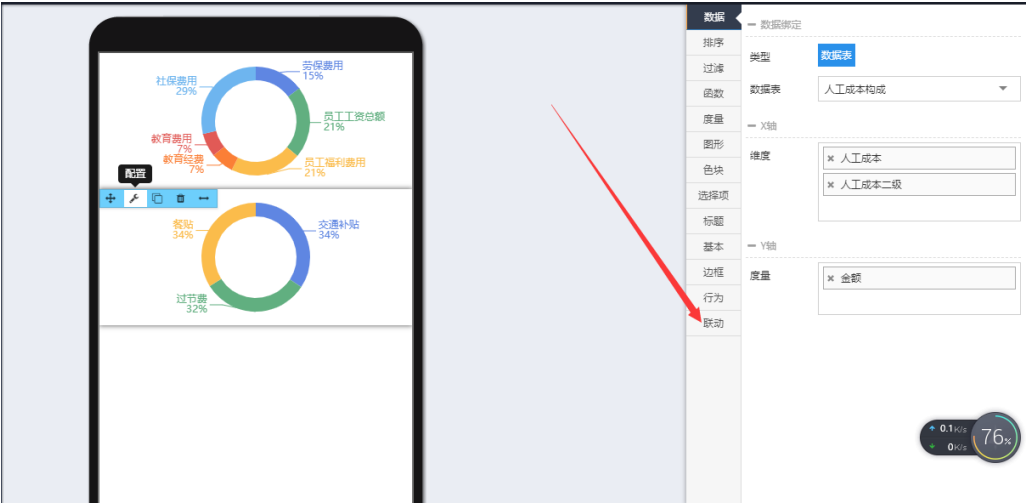 劳保费用
15%
社保费用
29%
员工工资总额
21%
教育费用
7%
教育经费
7%
员工福利费用
21%
配置
餐贴
34%
交通补贴
34%
过节费
32%
数据
排序
过滤
函数
度量
图形
色块
选择项
标题
基本
边框
行为
联动
数据绑定
类型
数据表
数据表
人工成本构成
X轴
维度
人工成本
人工成本二级
Y轴
度量
金额
0.1K/s
0K/s
76%